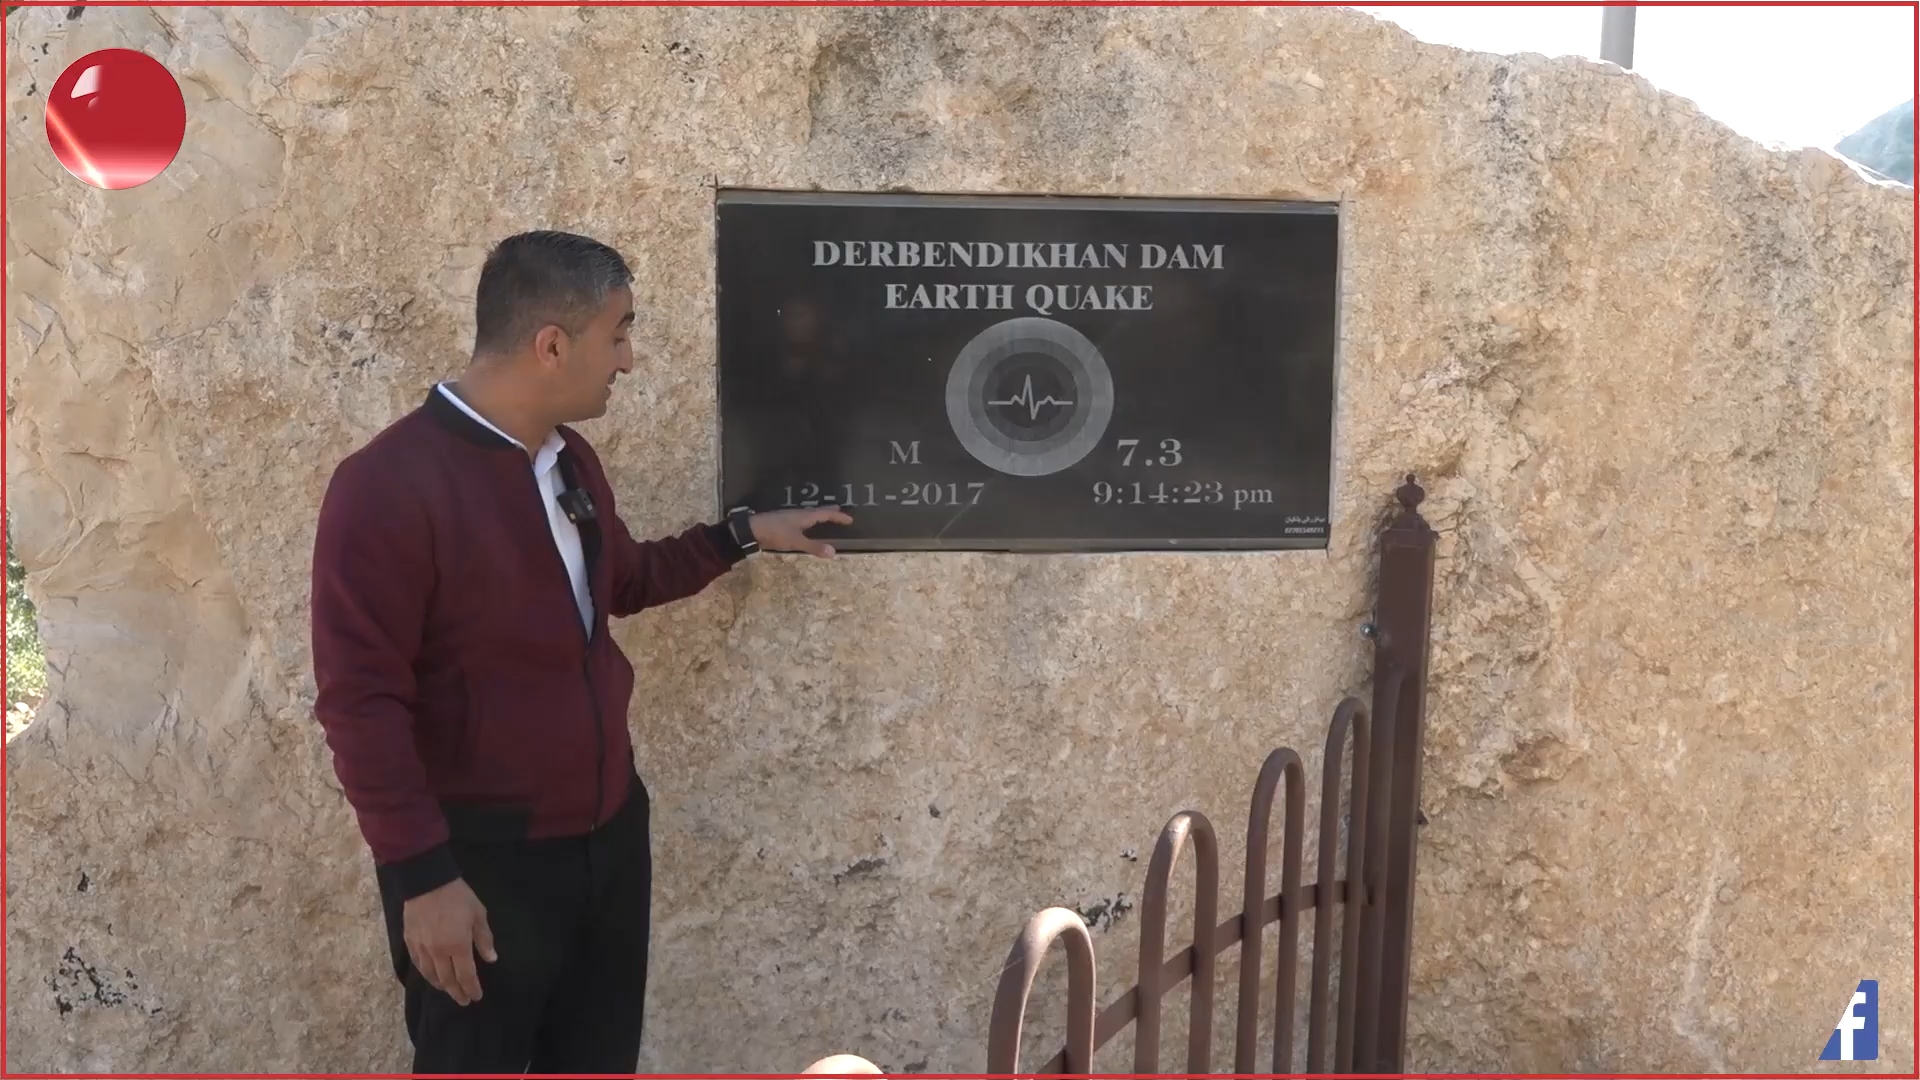 DERBENDIKHAN DAM
EARTH QUAKE
M 7.3
12-11-2017 9:14:23 pm
f